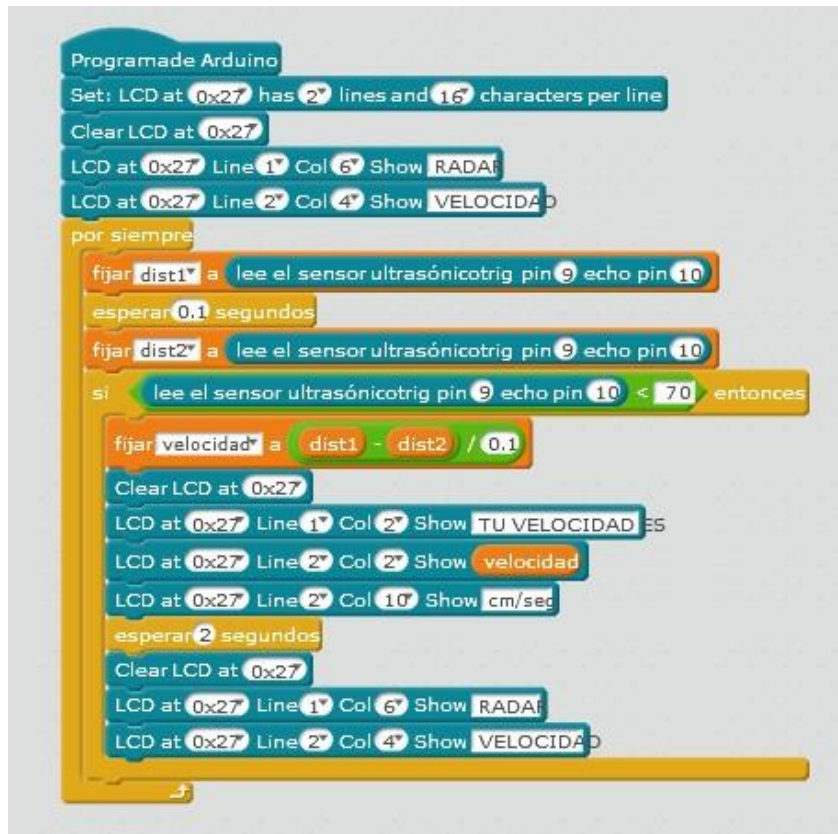 Programade Arduino
Set: LCD at 0x27 has 2 lines and 16 characters per line
Clear LCD at 0x27
LCD at 0x27 Line 1 Col 6 Show RADAR
LCD at 0x27 Line 2 Col 4 Show VELOCIDAD
por siempre
fijar dist1 a lee el sensor ultrasónicotrig pin 9 echo pin 10
esperar 0.1 segundos
fijar dist2 a lee el sensor ultrasónicotrig pin 9 echo pin 10
si lee el sensor ultrasónicotrig pin 9 echo pin 10 < 70 entonces
fijar velocidad a dist1 - dist2 / 0.1
Clear LCD at 0x27
LCD at 0x27 Line 1 Col 2 Show TU VELOCIDAD ES
LCD at 0x27 Line 2 Col 2 Show velocidad
LCD at 0x27 Line 2 Col 10 Show cm/seg
esperar 2 segundos
Clear LCD at 0x27
LCD at 0x27 Line 1 Col 6 Show RADAR
LCD at 0x27 Line 2 Col 4 Show VELOCIDAD